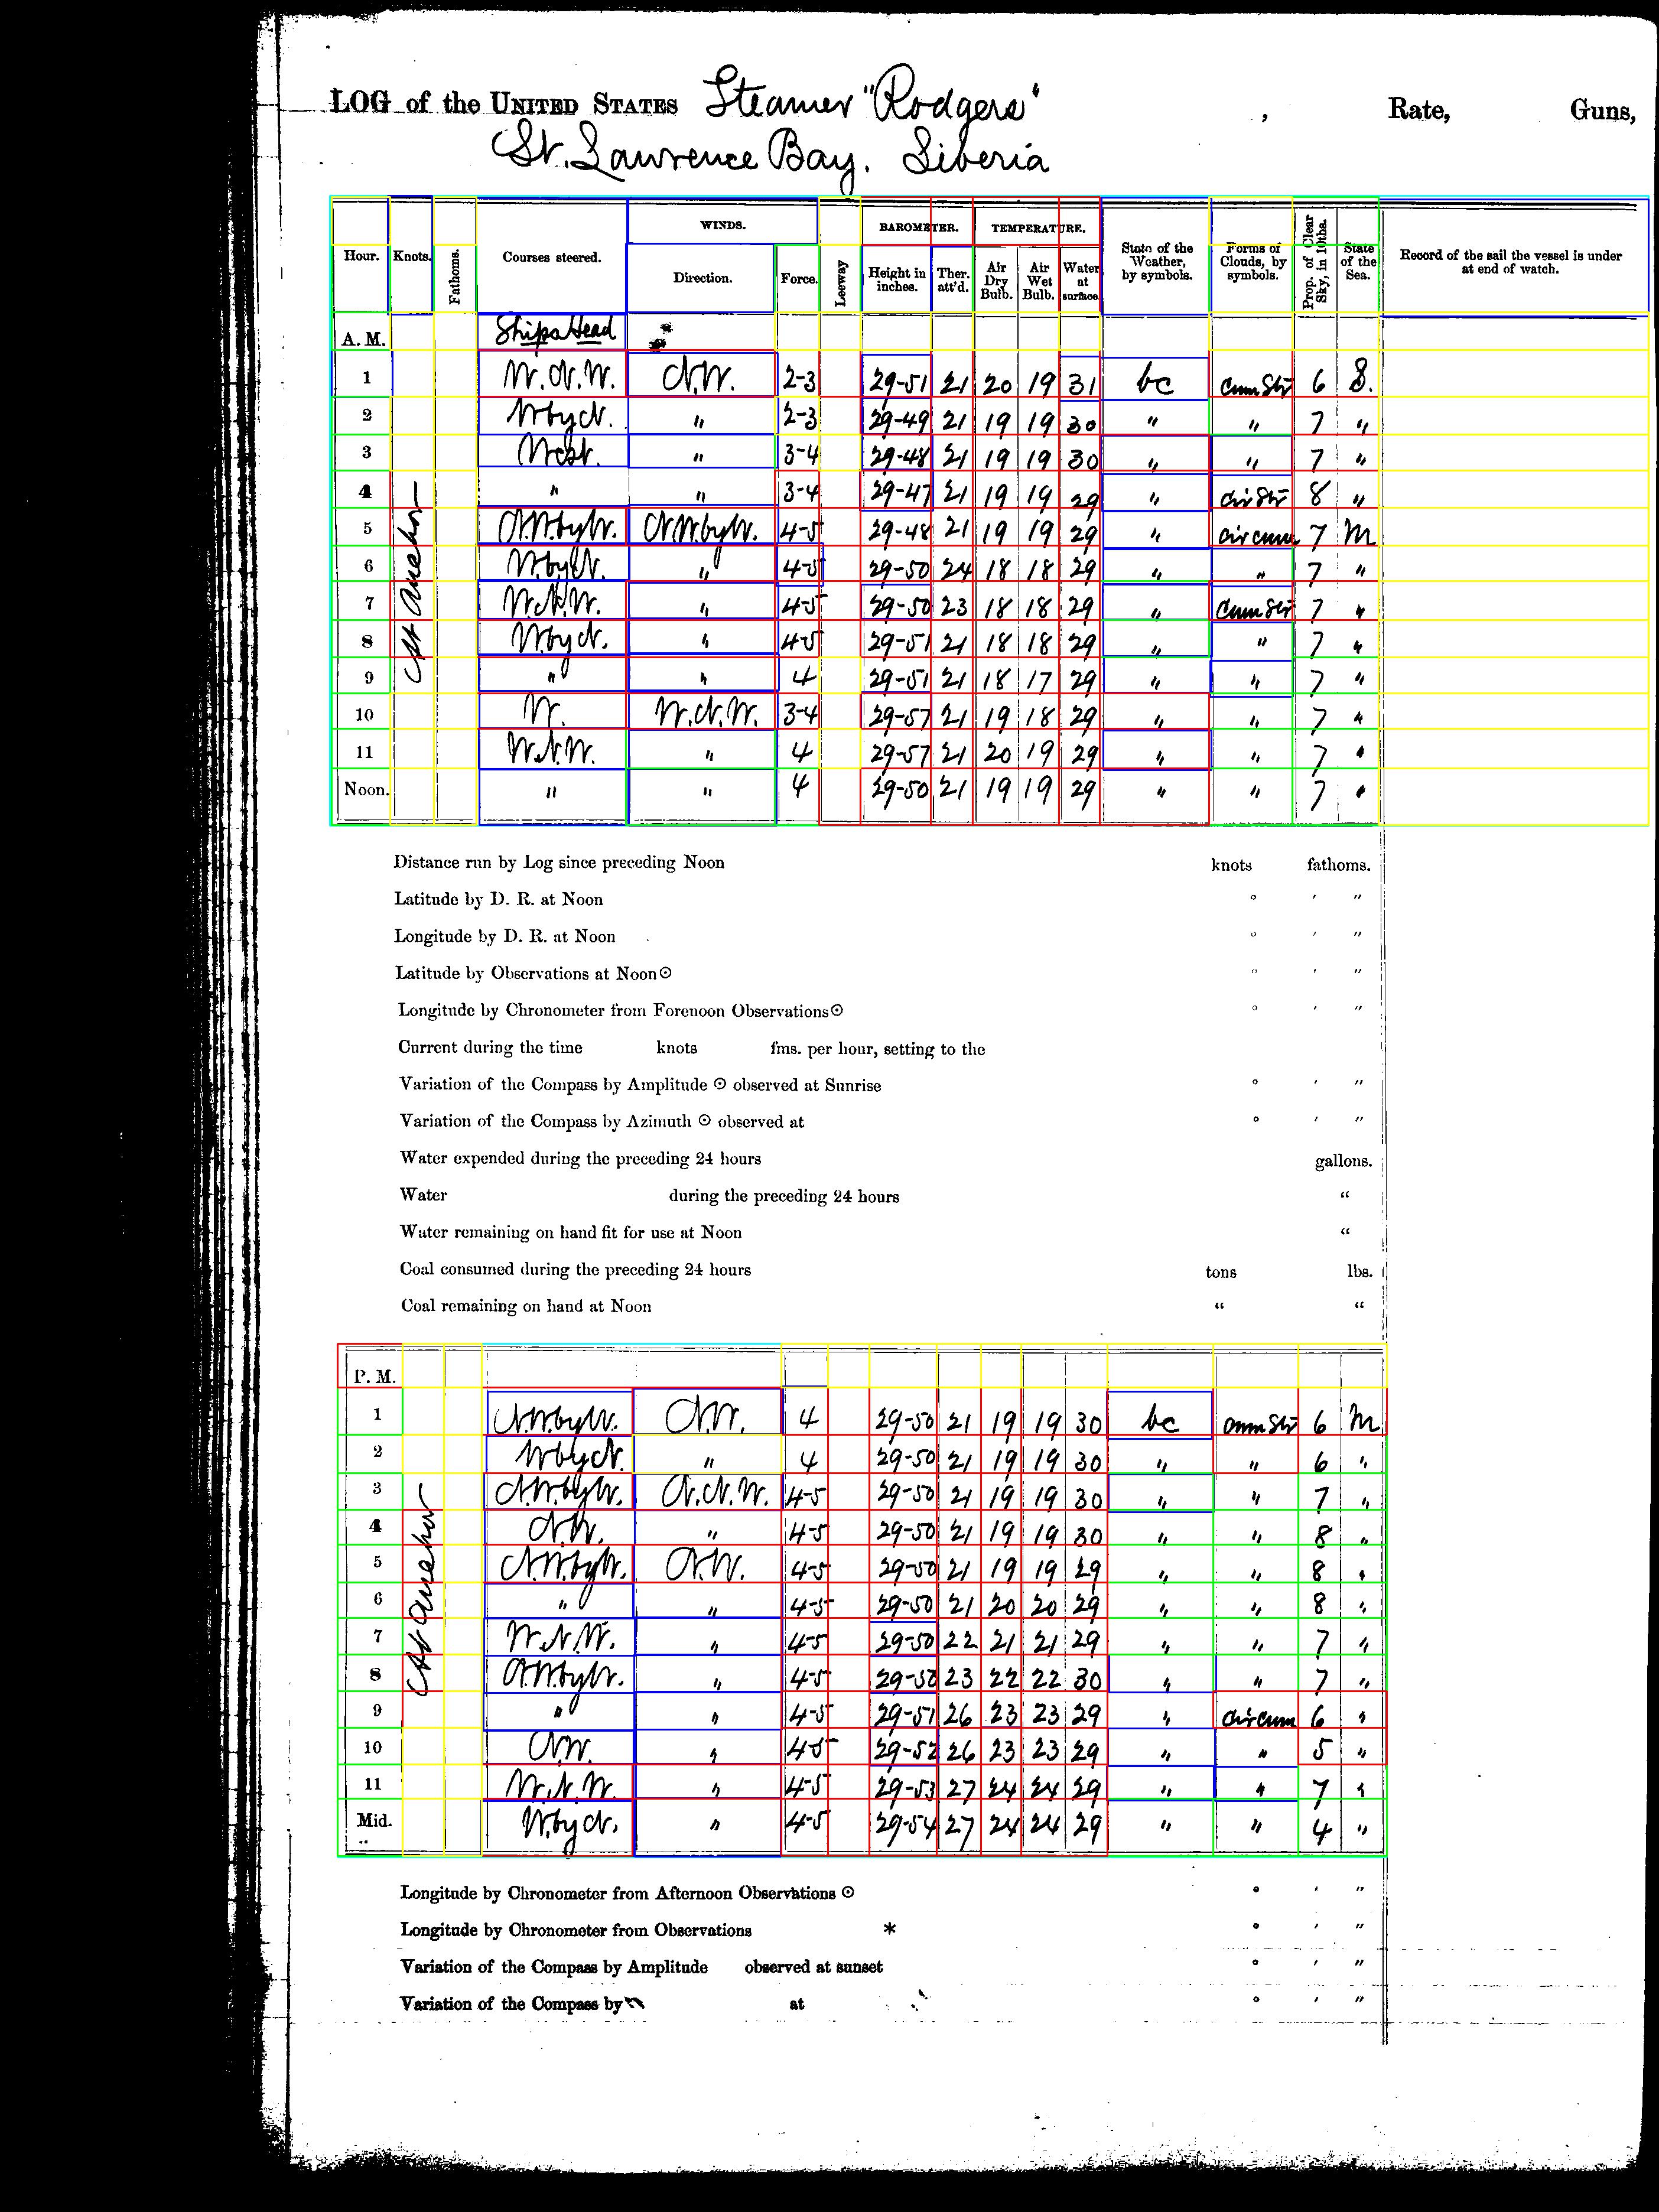 LOG of the UNITED STATES Steamer "Rodgers" , Rate, Guns,
St. Lawrence Bay. Siberia
Hour. Knots. Fathoms. Courses steered. WINDS. Direction. Force. Leeway BAROMETER. Height in inches. Ther. att'd. TEMPERATURE. Air Dry Bulb. Air Wet Bulb. Water at surface. State of the Weather, by symbols. Forms of Clouds, by symbols. Prop. of Clear Sky, in 10ths. State of the Sea. Record of the sail the vessel is under at end of watch.
A. M. Ships Head
At Anchor
1 W.N.W. N.W. 2-3 29-51 21 20 19 31 bc Cum Str 6 S.
2 W by N. " 2-3 29-49 21 19 19 30 " " 7 "
3 West. " 3-4 29-48 21 19 19 30 " " 7 "
4 " " 3-4 29-47 21 19 19 29 " Cir Str 8 "
5 N.W. by W. N.W. by W. 4-5 29-48 21 19 19 29 " Cir cum 7 M
6 W. by N. " 4-5 29-50 24 18 18 29 " " 7 "
7 W.N.W. " 4-5 29-50 23 18 18 29 " Cum Str 7 "
8 W by N. " 4-5 29-51 21 18 18 29 " " 7 "
9 " " 4 29-51 21 18 17 29 " " 7 "
10 W. W.N.W. 3-4 29-57 21 19 18 29 " " 7 "
11 W.N.W. " 4 29-57 21 20 19 29 " " 7 "
Noon. " " 4 29-50 21 19 19 29 " " 7 "
Distance run by Log since preceding Noon knots fathoms.
Latitude by D. R. at Noon ° ′ ″
Longitude by D. R. at Noon ° ′ ″
Latitude by Observations at Noon ⊙ ° ′ ″
Longitude by Chronometer from Forenoon Observations ⊙ ° ′ ″
Current during the time knots fms. per hour, setting to the
Variation of the Compass by Amplitude ⊙ observed at Sunrise ° ′ ″
Variation of the Compass by Azimuth ⊙ observed at ° ′ ″
Water expended during the preceding 24 hours gallons.
Water during the preceding 24 hours "
Water remaining on hand fit for use at Noon "
Coal consumed during the preceding 24 hours tons lbs.
Coal remaining on hand at Noon " "
P. M.
At Anchor
1 N.W. by W. N.W. 4 29-50 21 19 19 30 bc Cum Str 6 M
2 W by N. " 4 29-50 21 19 19 30 " " 6 "
3 N.W. by W. N.N.W. 4-5 29-50 21 19 19 30 " " 7 "
4 N.W. " 4-5 29-50 21 19 19 30 " " 8 "
5 N.W. by W. N.W. 4-5 29-50 21 19 19 29 " " 8 "
6 " " 4-5 29-50 21 20 20 29 " " 8 "
7 W.N.W. " 4-5 29-50 22 21 21 29 " " 7 "
8 N.W. by W. " 4-5 29-50 23 22 22 30 " " 7 "
9 " " 4-5 29-51 26 23 23 29 " Cir cum 6 "
10 N.W. " 4-5 29-52 26 23 23 29 " " 5 "
11 W.N.W. " 4-5 29-53 27 24 24 29 " " 7 "
Mid. W. by N. " 4-5 29-54 27 24 24 29 " " 4 "
Longitude by Chronometer from Afternoon Observations ⊙ ° ′ ″
Longitude by Chronometer from Observations * ° ′ ″
Variation of the Compass by Amplitude observed at sunset ° ′ ″
Variation of the Compass by at ° ′ ″